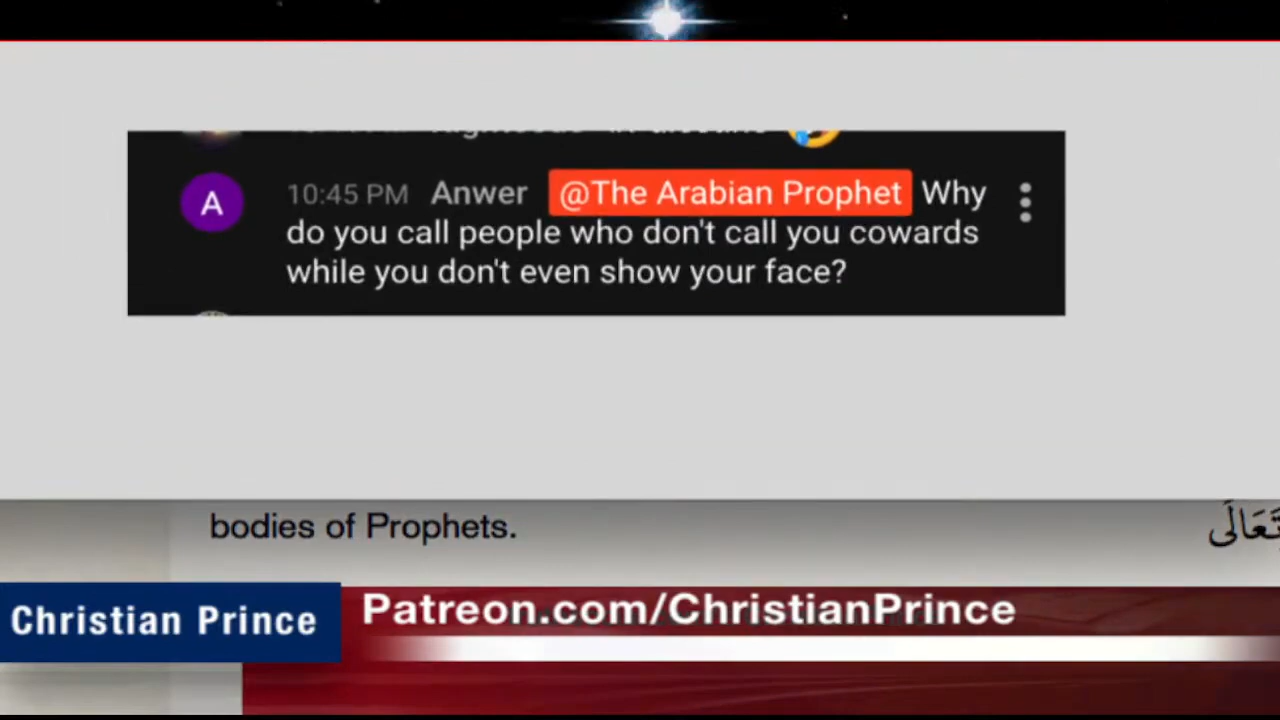 10:45 PM Anwer @The Arabian Prophet Why
do you call people who don't call you cowards
while you don't even show your face?
A
bodies of Prophets.
تَعَالَى
Christian Prince
Patreon.com/ChristianPrince